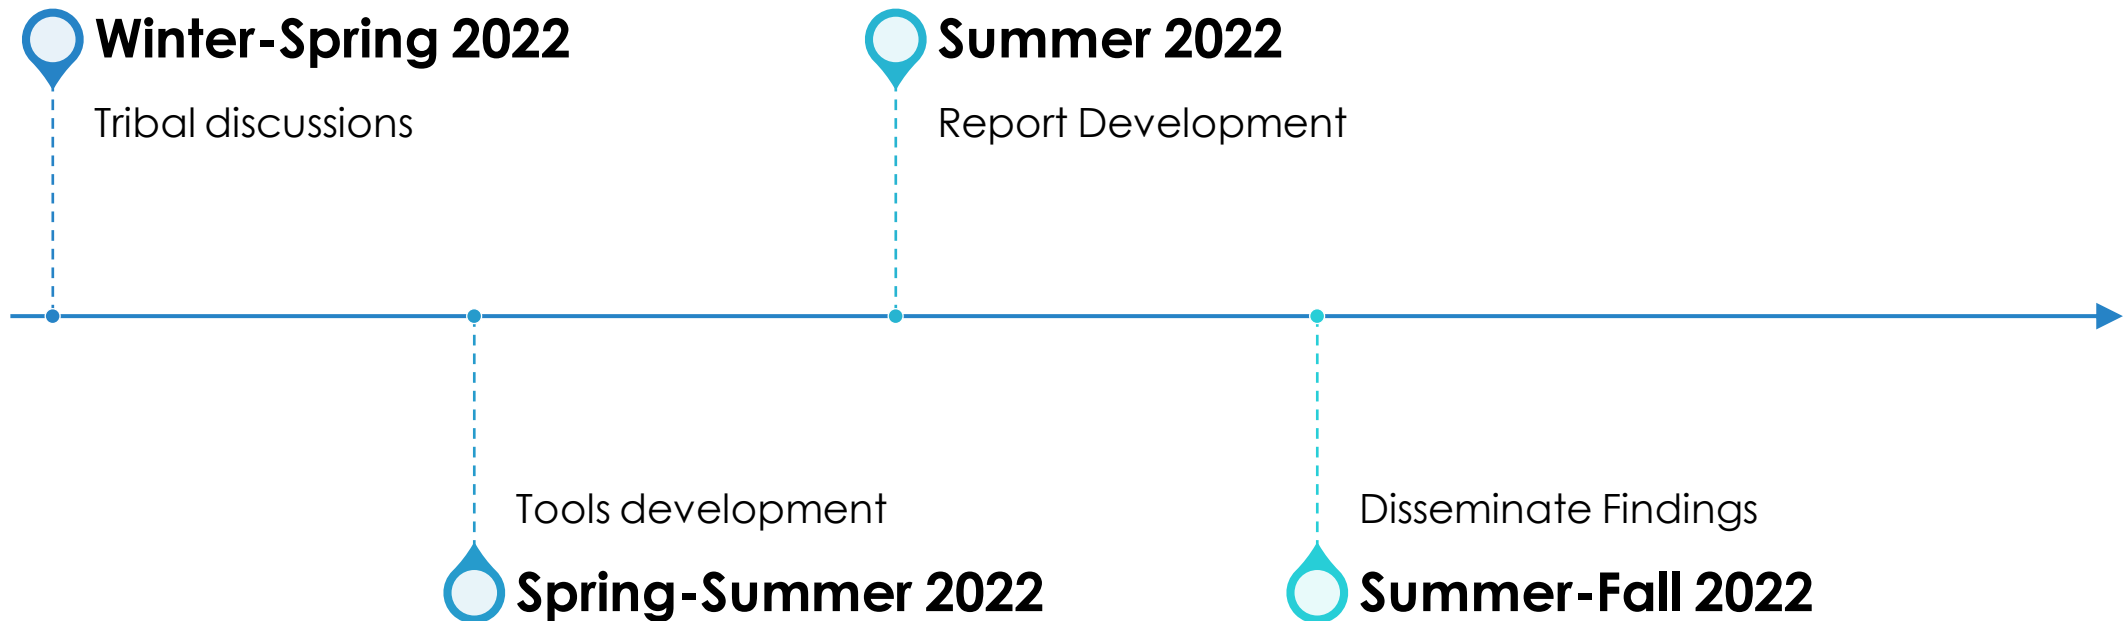 Winter-Spring 2022
Tribal discussions
Tools development
Spring-Summer 2022
Summer 2022
Report Development
Disseminate Findings
Summer-Fall 2022